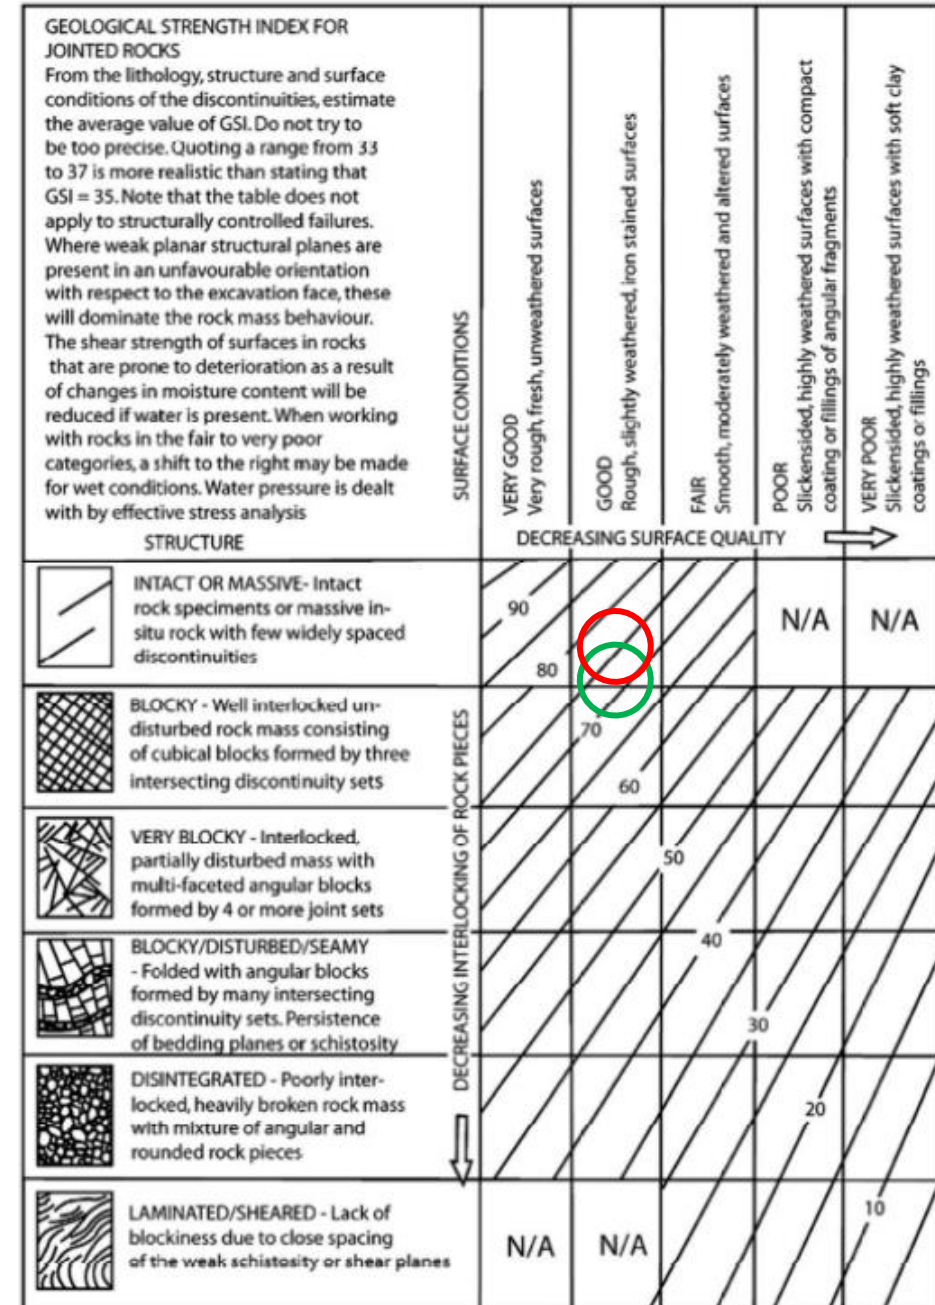 GEOLOGICAL STRENGTH INDEX FOR
JOINTED ROCKS
From the lithology, structure and surface
conditions of the discontinuities, estimate
the average value of GSI. Do not try to
be too precise. Quoting a range from 33
to 37 is more realistic than stating that
GSI = 35. Note that the table does not
apply to structurally controlled failures.
Where weak planar structural planes are
present in an unfavourable orientation
with respect to the excavation face, these
will dominate the rock mass behaviour.
The shear strength of surfaces in rocks
that are prone to deterioration as a result
of changes in moisture content will be
reduced if water is present. When working
with rocks in the fair to very poor
categories, a shift to the right may be made
for wet conditions. Water pressure is dealt
with by effective stress analysis
STRUCTURE
SURFACE CONDITIONS
VERY GOOD
Very rough, fresh, unweathered surfaces
GOOD
Rough, slightly weathered, iron stained surfaces
FAIR
Smooth, moderately weathered and altered surfaces
POOR
Slickensided, highly weathered surfaces with compact
coating or fillings of angular fragments
VERY POOR
Slickensided, highly weathered surfaces with soft clay
coatings or fillings
DECREASING SURFACE QUALITY
INTACT OR MASSIVE- Intact
rock speciments or massive in-
situ rock with few widely spaced
discontinuities
90
80
N/A
N/A
DECREASING INTERLOCKING OF ROCK PIECES
BLOCKY - Well interlocked un-
disturbed rock mass consisting
of cubical blocks formed by three
intersecting discontinuity sets
70
60
VERY BLOCKY - Interlocked,
partially disturbed mass with
multi-faceted angular blocks
formed by 4 or more joint sets
50
BLOCKY/DISTURBED/SEAMY
- Folded with angular blocks
formed by many intersecting
discontinuity sets. Persistence
of bedding planes or schistosity
40
30
DISINTEGRATED - Poorly inter-
locked, heavily broken rock mass
with mixture of angular and
rounded rock pieces
20
LAMINATED/SHEARED - Lack of
blockiness due to close spacing
of the weak schistosity or shear planes
N/A
N/A
10